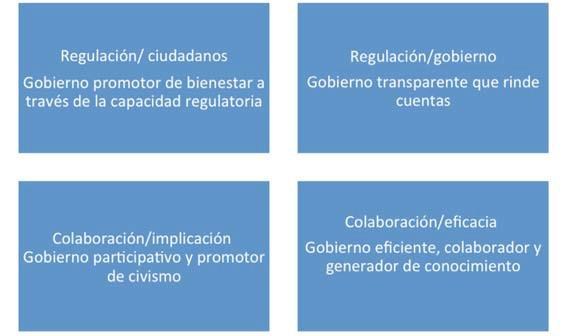 Regulación/ ciudadanos
Gobierno promotor de bienestar a
través de la capacidad regulatoria
Regulación/gobierno
Gobierno transparente que rinde
cuentas
Colaboración/implicación
Gobierno participativo y promotor
de civismo
Colaboración/eficacia
Gobierno eficiente, colaborador y
generador de conocimiento